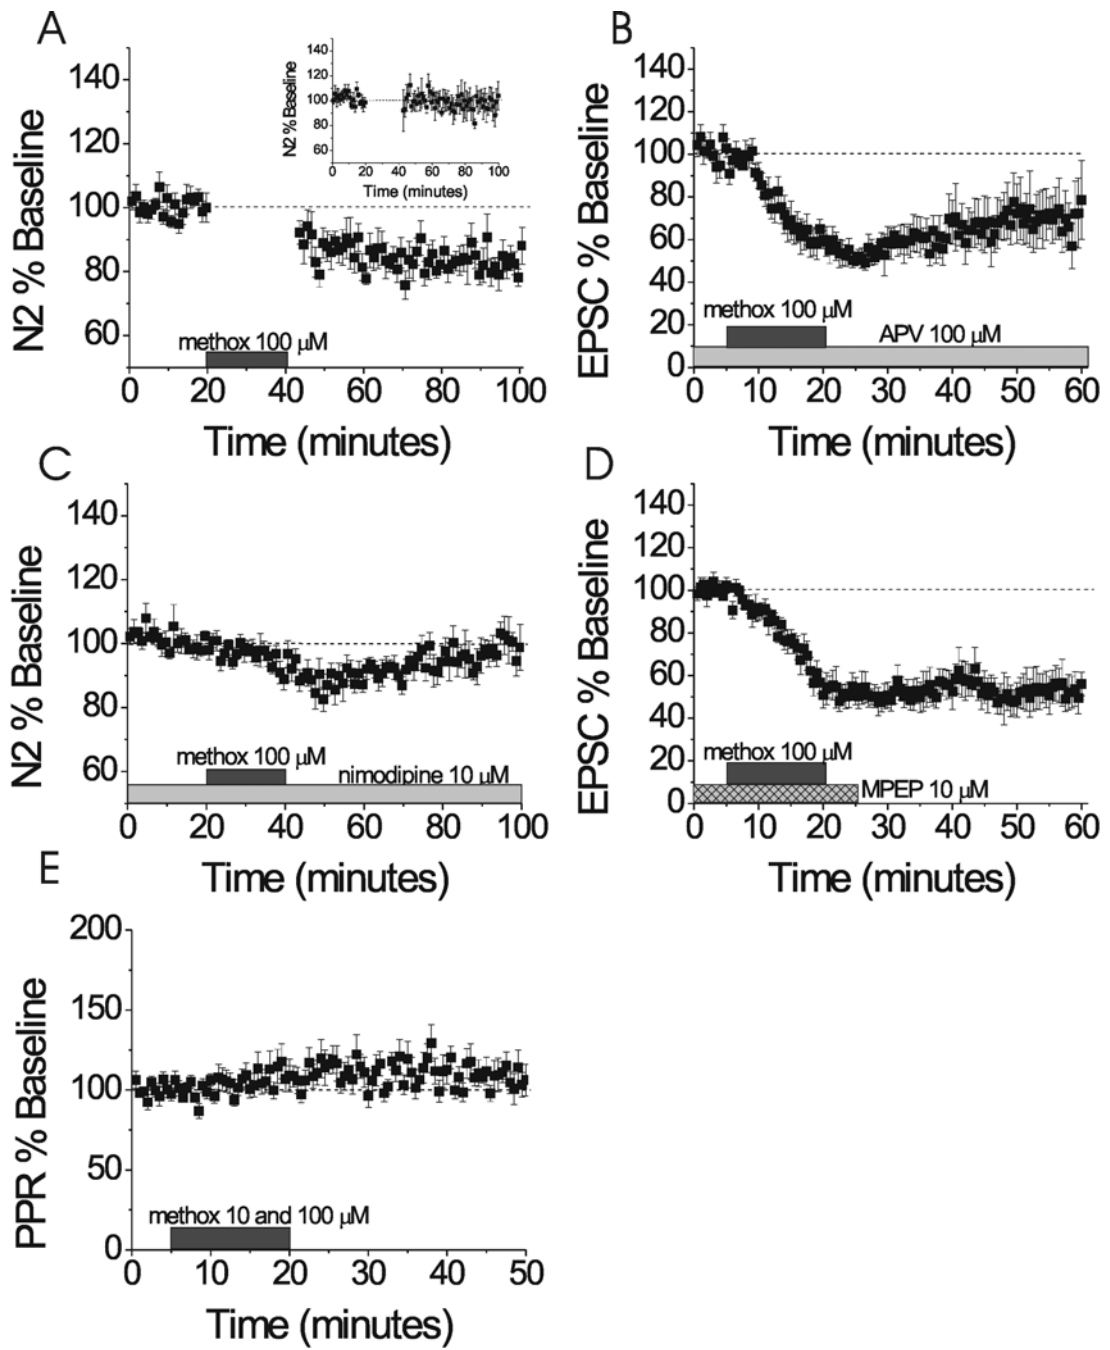 A
N2 % Baseline
140
120
100
80
60
methox 100 μM
0 20 40 60 80 100
Time (minutes)
N2 % Baseline
140
120
100
80
60
0 20 40 60 80 100
Time (minutes)
B
EPSC % Baseline
140
120
100
80
60
40
20
0
methox 100 μM
APV 100 μM
0 10 20 30 40 50 60
Time (minutes)
C
N2 % Baseline
140
120
100
80
60
methox 100 μM
nimodipine 10 μM
0 20 40 60 80 100
Time (minutes)
D
EPSC % Baseline
140
120
100
80
60
40
20
0
methox 100 μM
MPEP 10 μM
0 10 20 30 40 50 60
Time (minutes)
E
PPR % Baseline
200
150
100
50
0
methox 10 and 100 μM
0 10 20 30 40 50
Time (minutes)